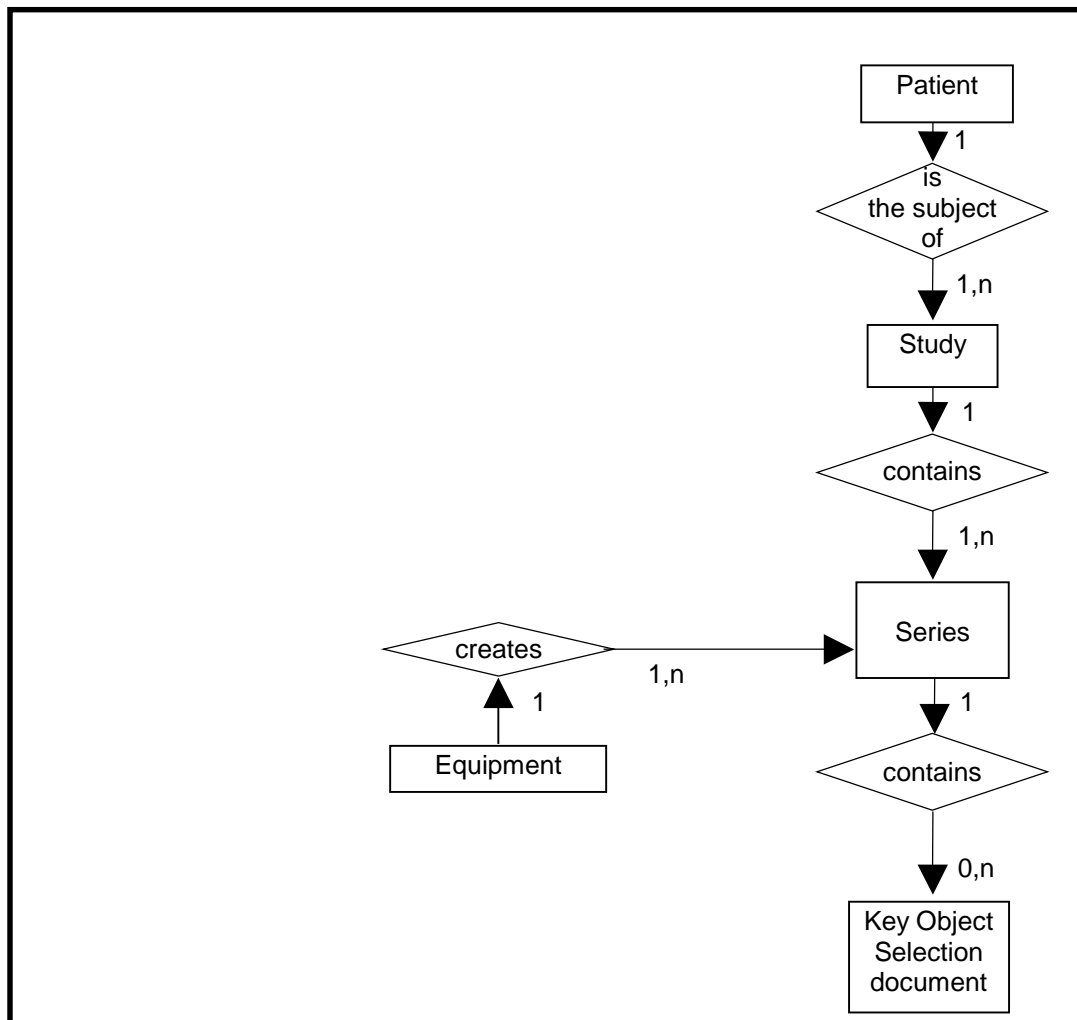 Patient
1
is
the subject
of
1,n
Study
1
contains
1,n
Series
creates
1,n
1
1
Equipment
contains
0,n
Key Object
Selection
document